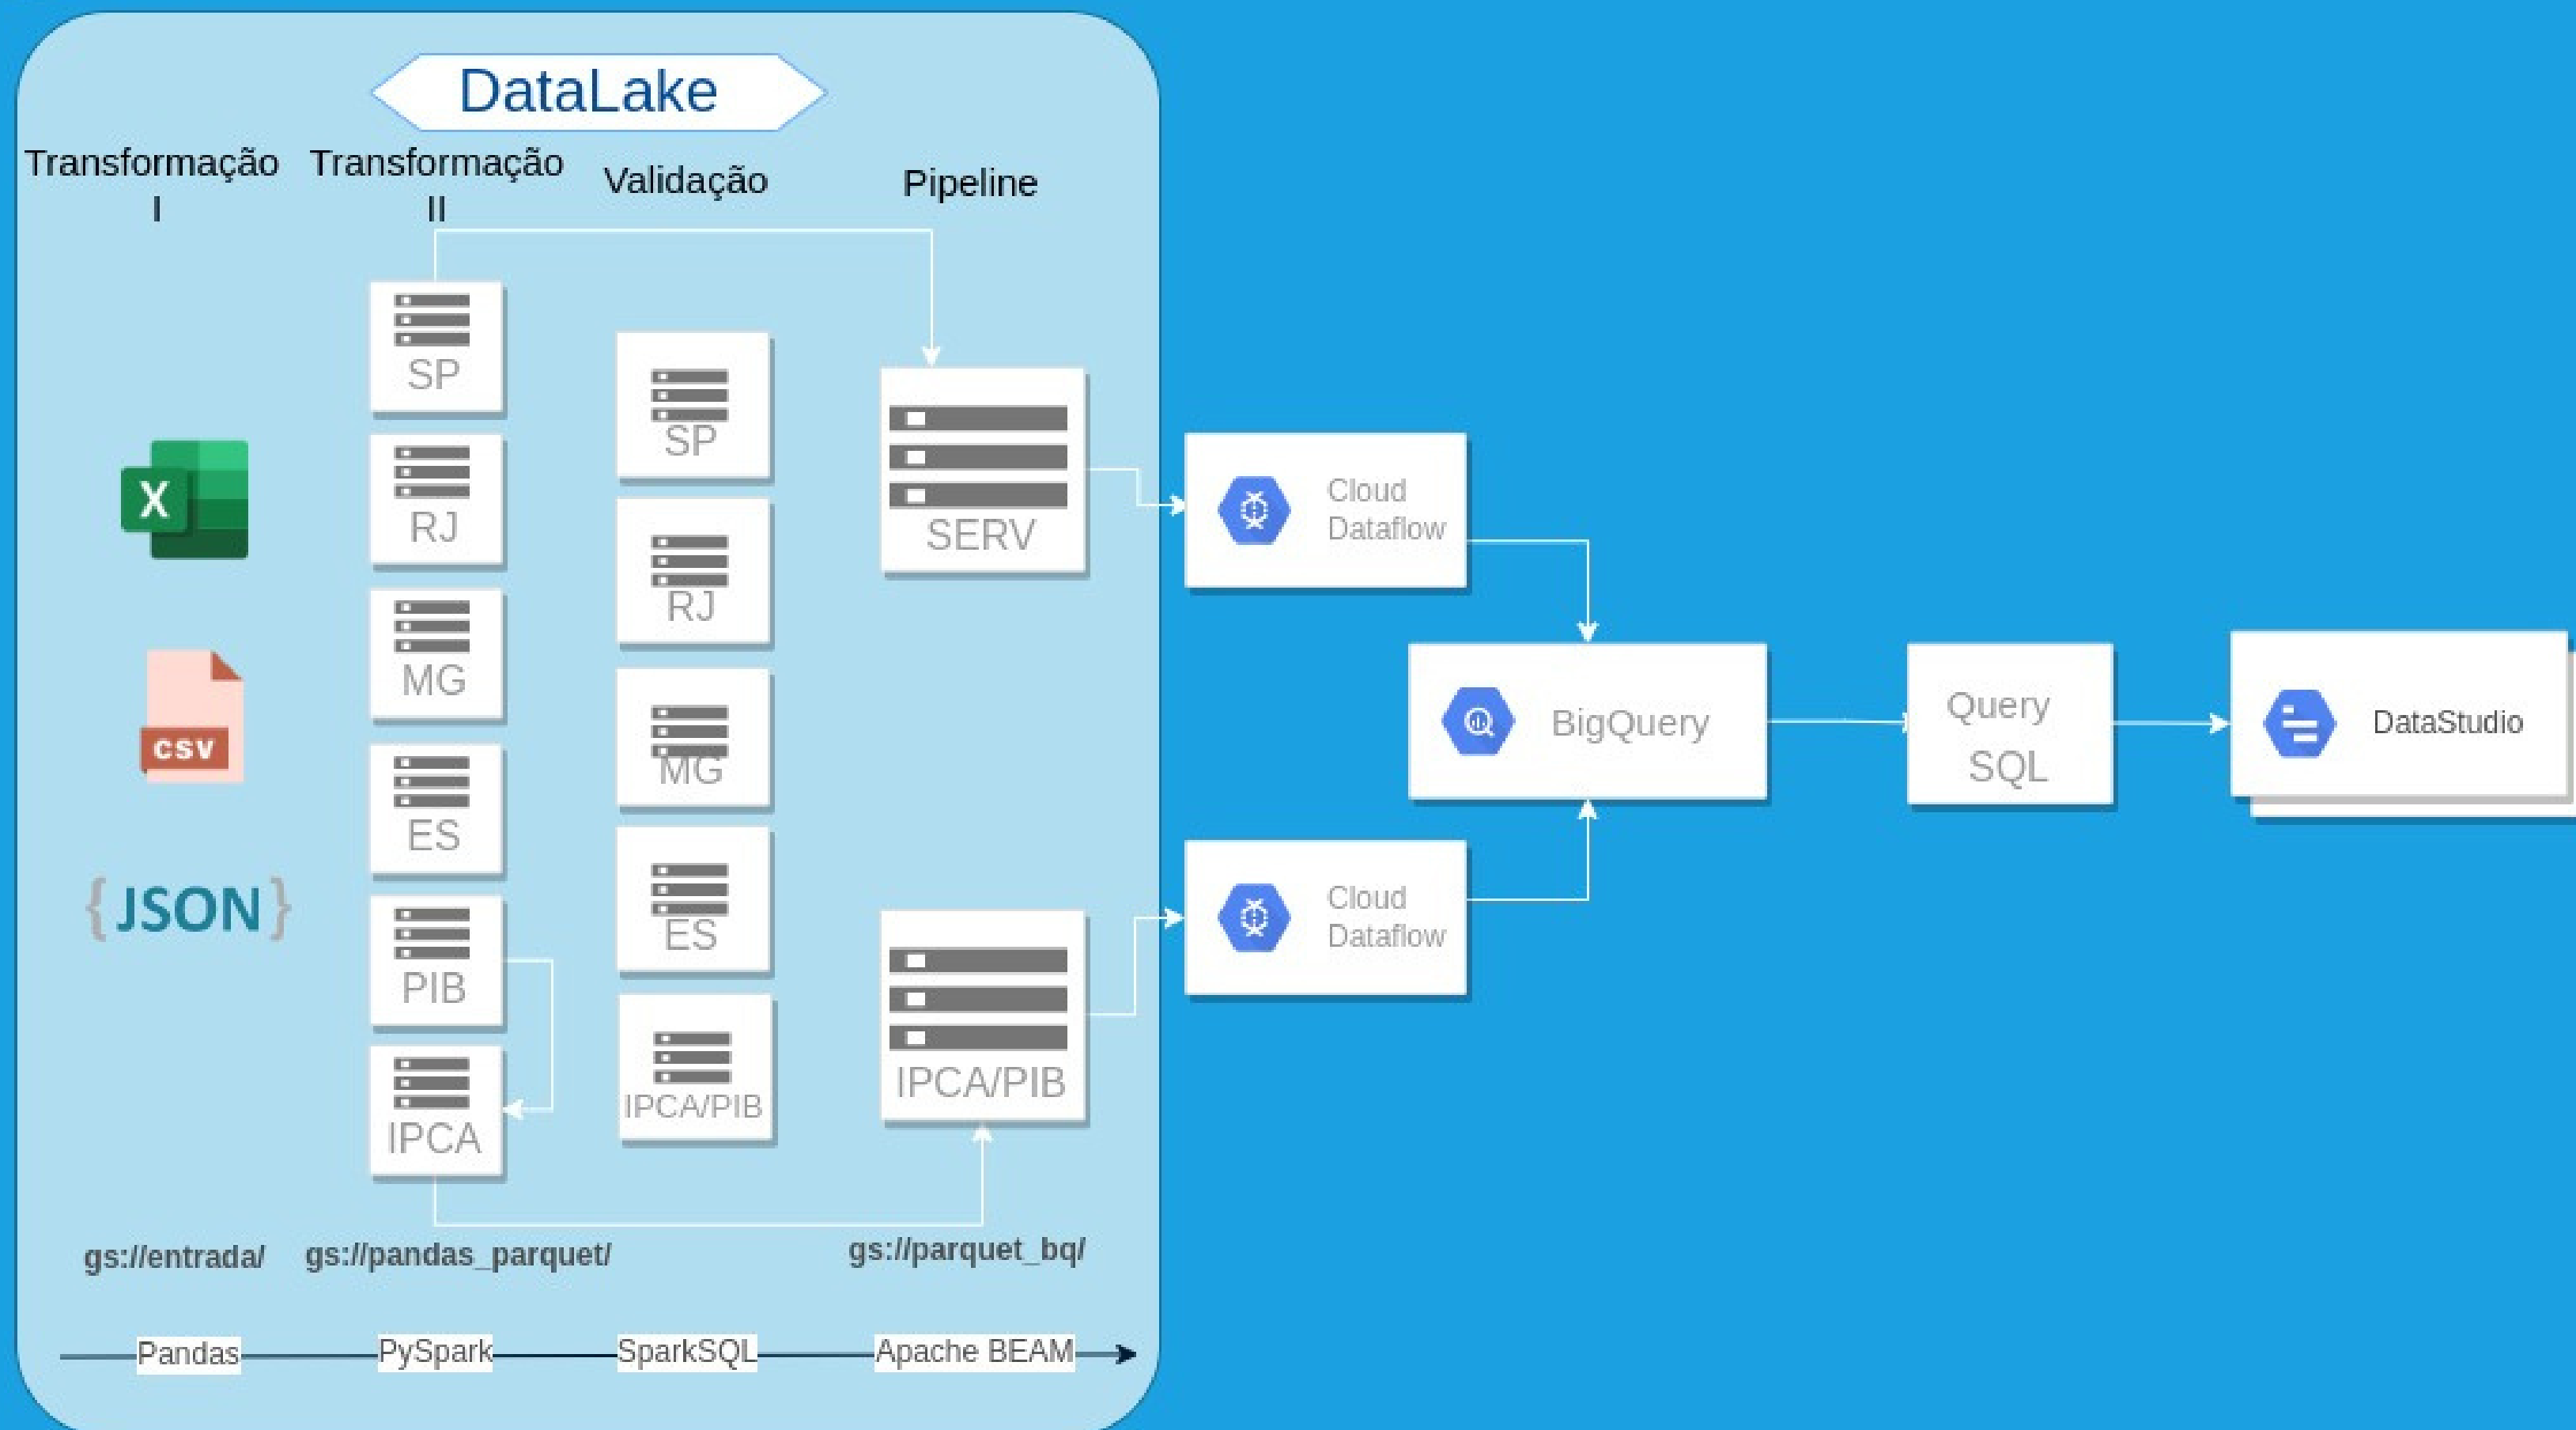 DataLake
Transformação
I
Transformação
II
Validação
Pipeline
X
CSV
{JSON}
SP
RJ
MG
ES
PIB
IPCA
SP
RJ
MG
ES
IPCA/PIB
SERV
IPCA/PIB
gs://entrada/
gs://pandas_parquet/
gs://parquet_bq/
Pandas
PySpark
SparkSQL
Apache BEAM
Cloud
Dataflow
Cloud
Dataflow
BigQuery
Query
SQL
DataStudio